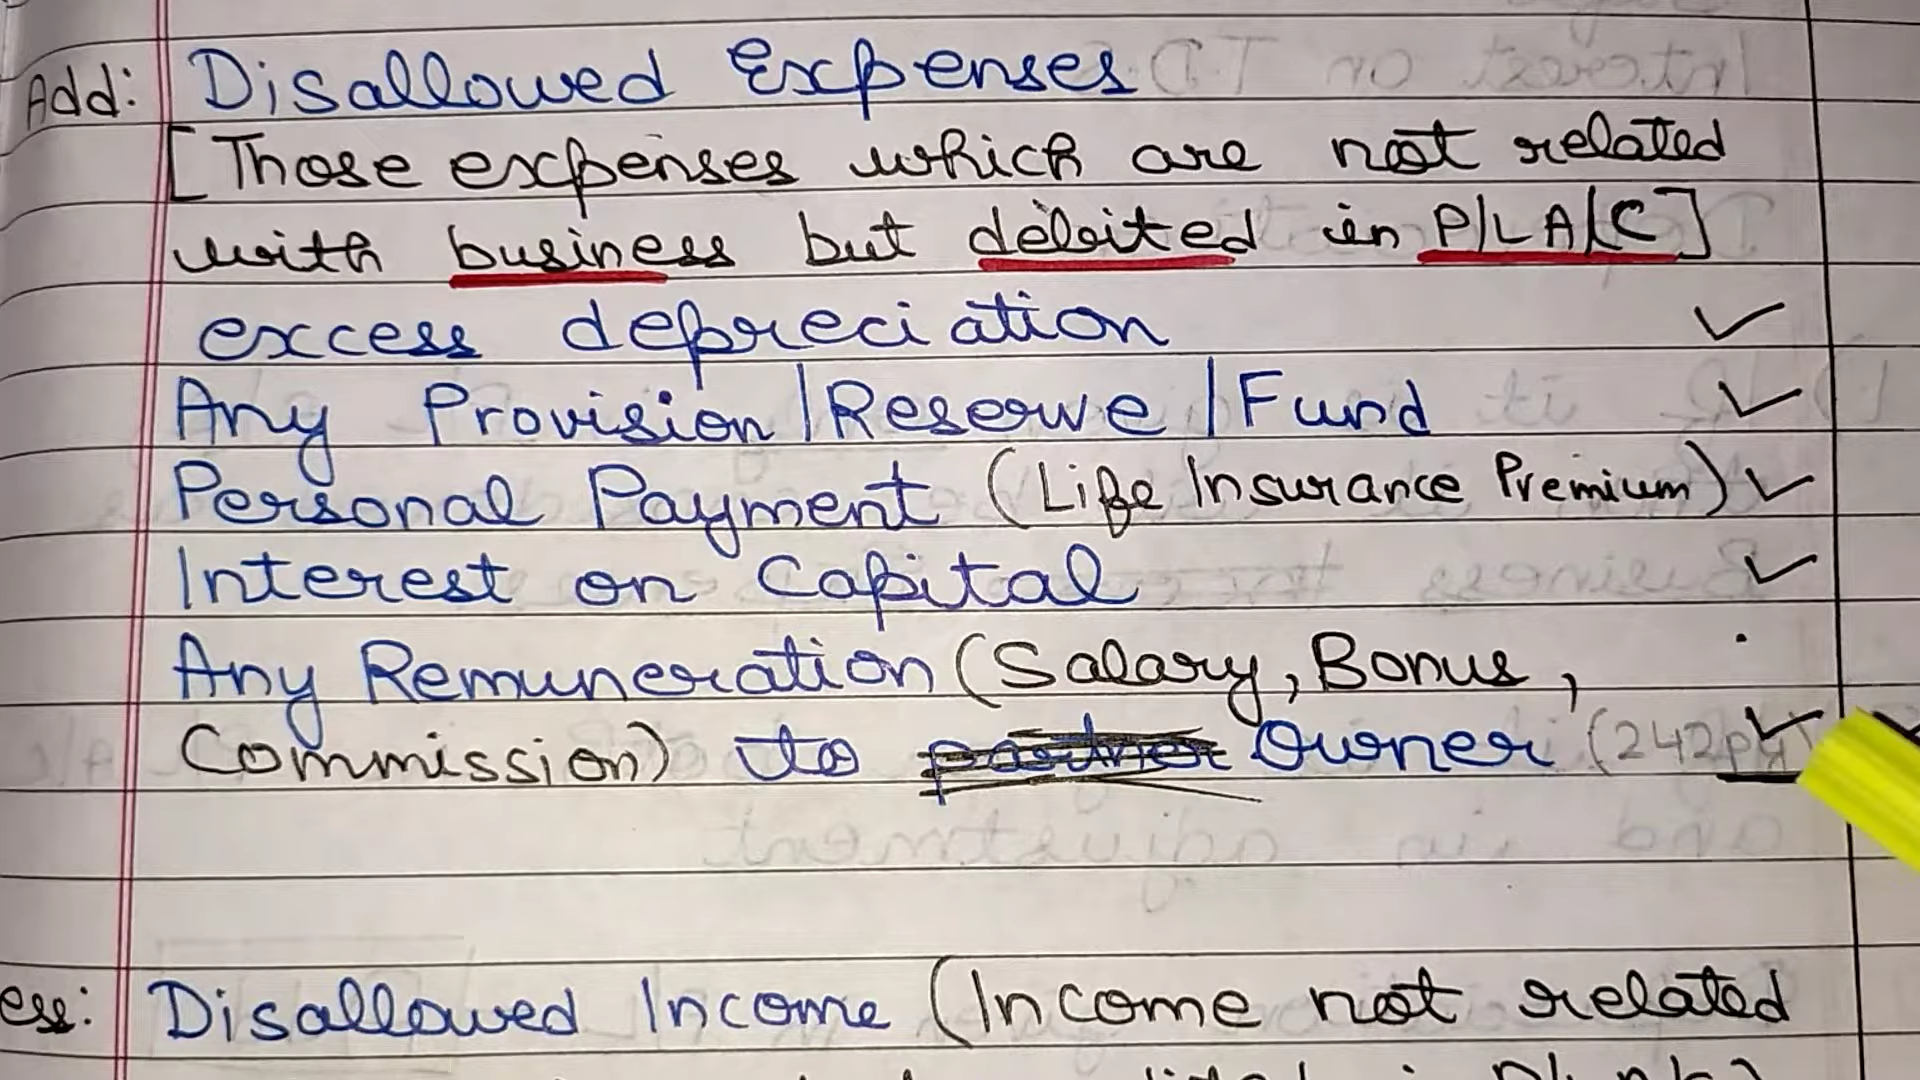 Add: Disallowed Expenses
[Those expenses which are not related
with business but debited in P/L A/C]
excess depreciation
Any Provision/Reserve/Fund
Personal Payment (Life Insurance Premium)
Interest on Capital
Any Remuneration (Salary, Bonus,
Commission) to partner Owner (242
ess: Disallowed Income (Income not related